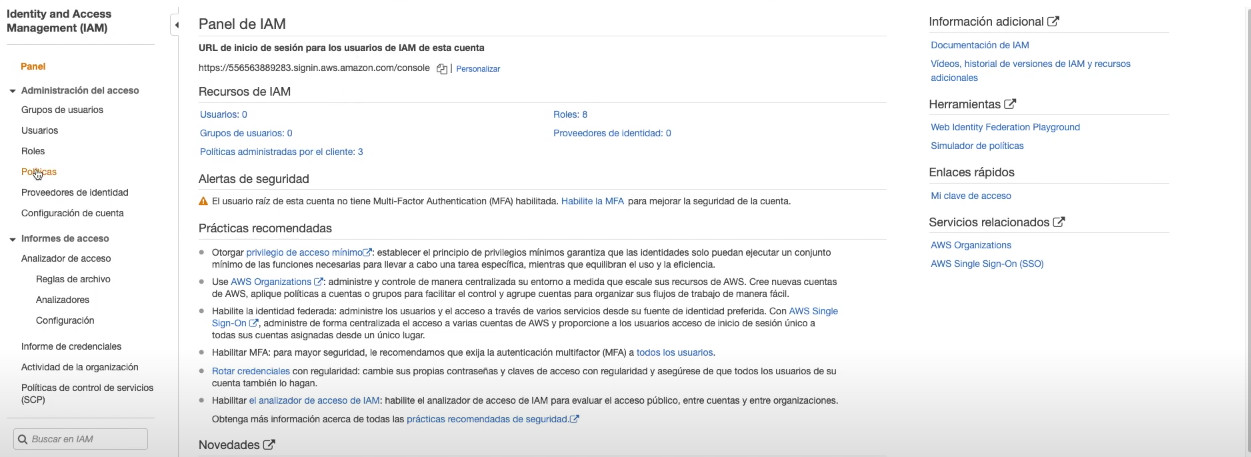 Identity and Access
Management (IAM)
Panel
Administración del acceso
Grupos de usuarios
Usuarios
Roles
Políticas
Proveedores de identidad
Configuración de cuenta
Informes de acceso
Analizador de acceso
Reglas de archivo
Analizadores
Configuración
Informe de credenciales
Actividad de la organización
Políticas de control de servicios
(SCP)
Buscar en IAM
Panel de IAM
URL de inicio de sesión para los usuarios de IAM de esta cuenta
https://556563889283.signin.aws.amazon.com/console | Personalizar
Recursos de IAM
Usuarios: 0
Roles: 8
Grupos de usuarios: 0
Proveedores de identidad: 0
Políticas administradas por el cliente: 3
Alertas de seguridad
El usuario raíz de esta cuenta no tiene Multi-Factor Authentication (MFA) habilitada. Habilite la MFA para mejorar la seguridad de la cuenta.
Prácticas recomendadas
Otorgar privilegio de acceso mínimo: establecer el principio de privilegios mínimos garantiza que las identidades solo puedan ejecutar un conjunto
mínimo de las funciones necesarias para llevar a cabo una tarea específica, mientras que equilibran el uso y la eficiencia.
Use AWS Organizations: administre y controle de manera centralizada su entorno a medida que escale sus recursos de AWS. Cree nuevas cuentas
de AWS, aplique políticas a cuentas o grupos para facilitar el control y agrupe cuentas para organizar sus flujos de trabajo de manera fácil.
Habilite la identidad federada: administre los usuarios y el acceso a través de varios servicios desde su fuente de identidad preferida. Con AWS Single
Sign-On, administre de forma centralizada el acceso a varias cuentas de AWS y proporcione a los usuarios acceso de inicio de sesión único a
todas sus cuentas asignadas desde un único lugar.
Habilitar MFA: para mayor seguridad, le recomendamos que exija la autenticación multifactor (MFA) a todos los usuarios.
Rotar credenciales con regularidad: cambie sus propias contraseñas y claves de acceso con regularidad y asegúrese de que todos los usuarios de su
cuenta también lo hagan.
Habilitar el analizador de acceso de IAM: habilite el analizador de acceso de IAM para evaluar el acceso público, entre cuentas y entre organizaciones.
Obtenga más información acerca de todas las prácticas recomendadas de seguridad.
Novedades
Información adicional
Documentación de IAM
Vídeos, historial de versiones de IAM y recursos
adicionales
Herramientas
Web Identity Federation Playground
Simulador de políticas
Enlaces rápidos
Mi clave de acceso
Servicios relacionados
AWS Organizations
AWS Single Sign-On (SSO)